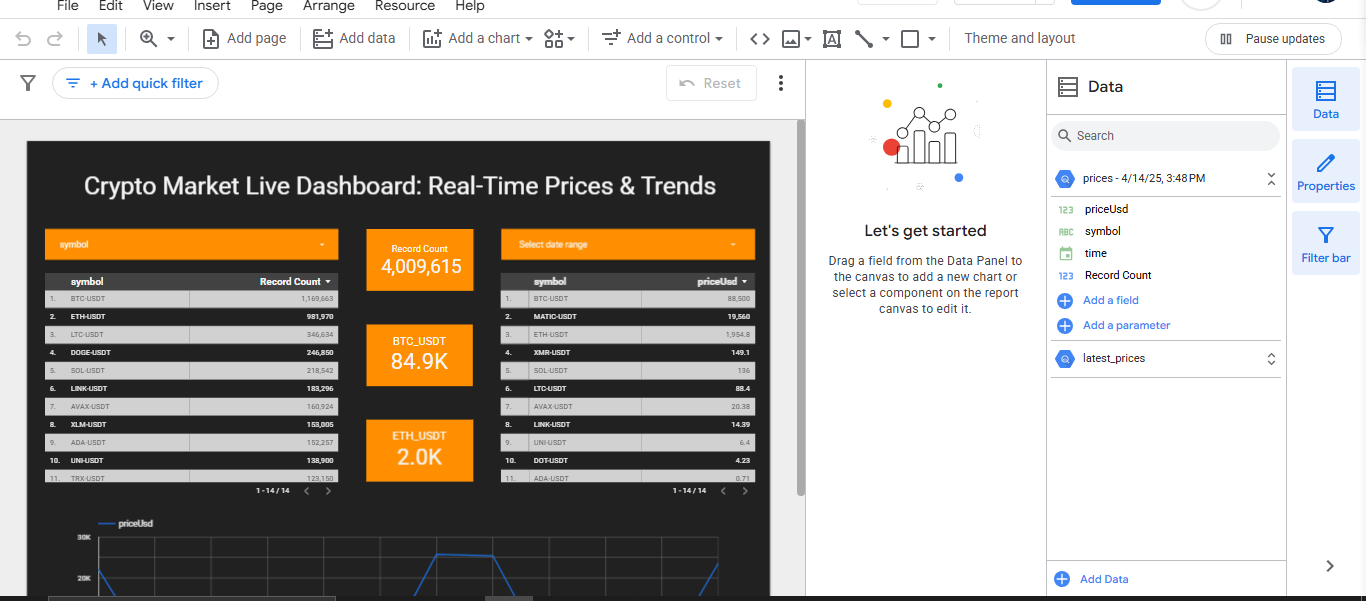 File Edit View Insert Page Arrange Resource Help
Add page Add data Add a chart Add a control Theme and layout Pause updates
+ Add quick filter Reset
Crypto Market Live Dashboard: Real-Time Prices & Trends
symbol
symbol Record Count
1. BTC-USDT 1,169,663
2. ETH-USDT 981,970
3. LTC-USDT 346,634
4. DOGE-USDT 246,850
5. SOL-USDT 218,542
6. LINK-USDT 183,296
7. AVAX-USDT 160,924
8. XLM-USDT 153,005
9. ADA-USDT 152,257
10. UNI-USDT 138,900
11. TRX-USDT 123,150
1 - 14 / 14
Record Count
4,009,615
BTC_USDT
84.9K
ETH_USDT
2.0K
Select date range
symbol priceUsd
1. BTC-USDT 88,500
2. MATIC-USDT 19,560
3. ETH-USDT 1,954.8
4. XMR-USDT 149.1
5. SOL-USDT 136
6. LTC-USDT 88.4
7. AVAX-USDT 20.38
8. LINK-USDT 14.39
9. UNI-USDT 6.4
10. DOT-USDT 4.23
11. ADA-USDT 0.71
1 - 14 / 14
priceUsd
30K
20K
Let's get started
Drag a field from the Data Panel to
the canvas to add a new chart or
select a component on the report
canvas to edit it.
Data
Search
prices - 4/14/25, 3:48 PM
123 priceUsd
ABC symbol
time
123 Record Count
Add a field
Add a parameter
latest_prices
Add Data
Data
Properties
Filter bar